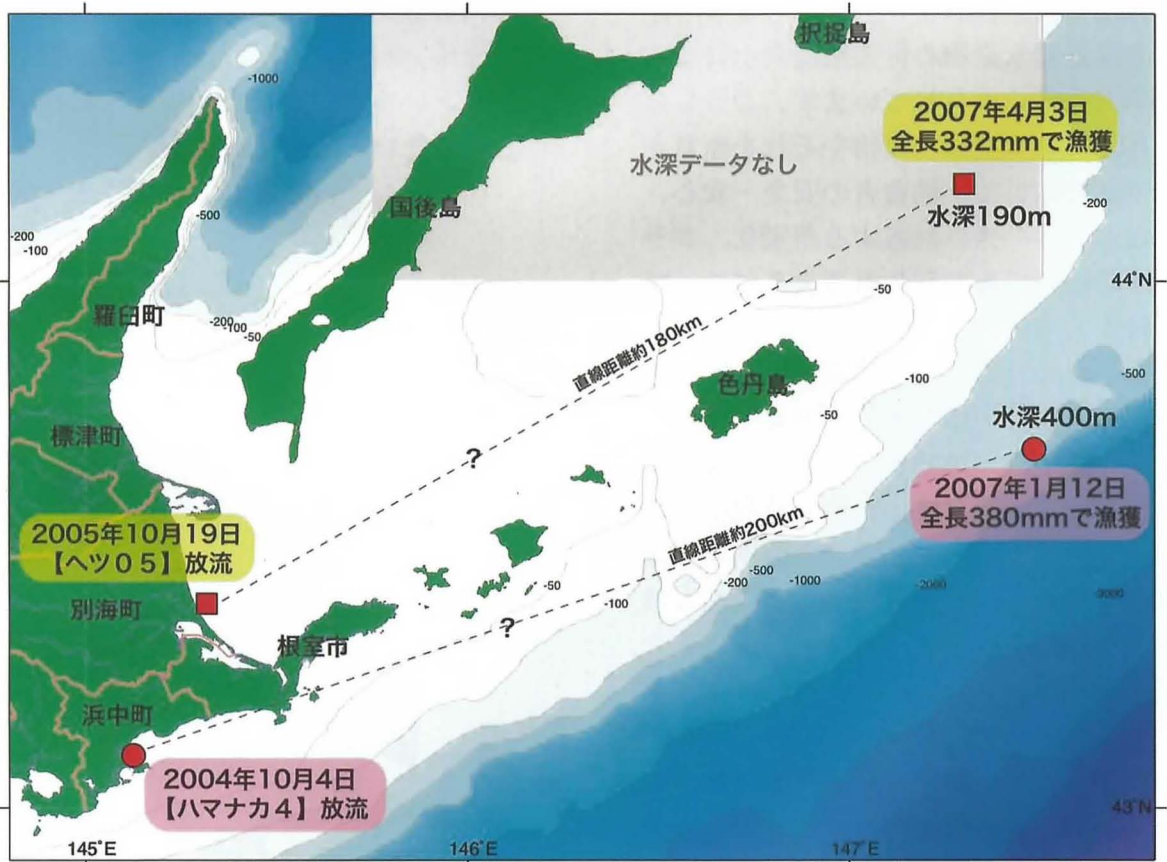 択捉島
-1000
2007年4月3日
全長332mmで漁獲
水深データなし
国後島
水深190m
-200
-500
-200
-100
44°N
-50
羅臼町
-200
-100
-50
直線距離約180km
-100
-500
色丹島
-50
水深400m
標津町
?
2007年1月12日
全長380mmで漁獲
2005年10月19日
【ヘツ05】放流
直線距離約200km
-50
-100
-200
-500
-1000
-2000
-3000
別海町
?
根室市
浜中町
2004年10月4日
【ハマナカ4】放流
43°N
145°E
146°E
147°E